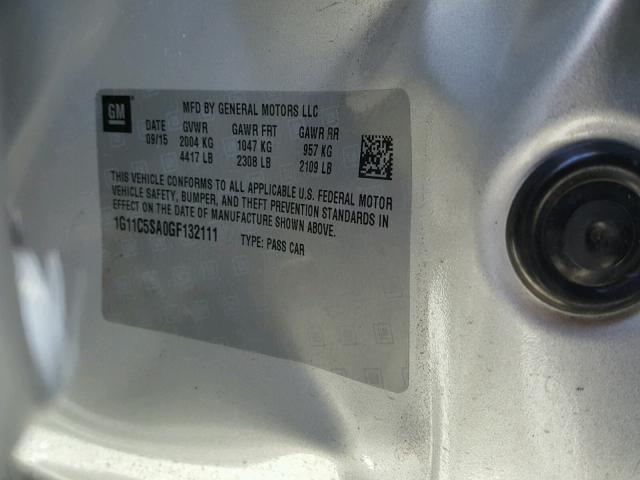 GM
MFD BY GENERAL MOTORS LLC
DATE GVWR GAWR FRT GAWR RR
09/15 2004 KG 1047 KG 957 KG
4417 LB 2308 LB 2109 LB
THIS VEHICLE CONFORMS TO ALL APPLICABLE U.S. FEDERAL MOTOR
VEHICLE SAFETY, BUMPER, AND THEFT PREVENTION STANDARDS IN
EFFECT ON THE DATE OF MANUFACTURE SHOWN ABOVE.
1G11C5SA0GF132111 TYPE: PASS CAR